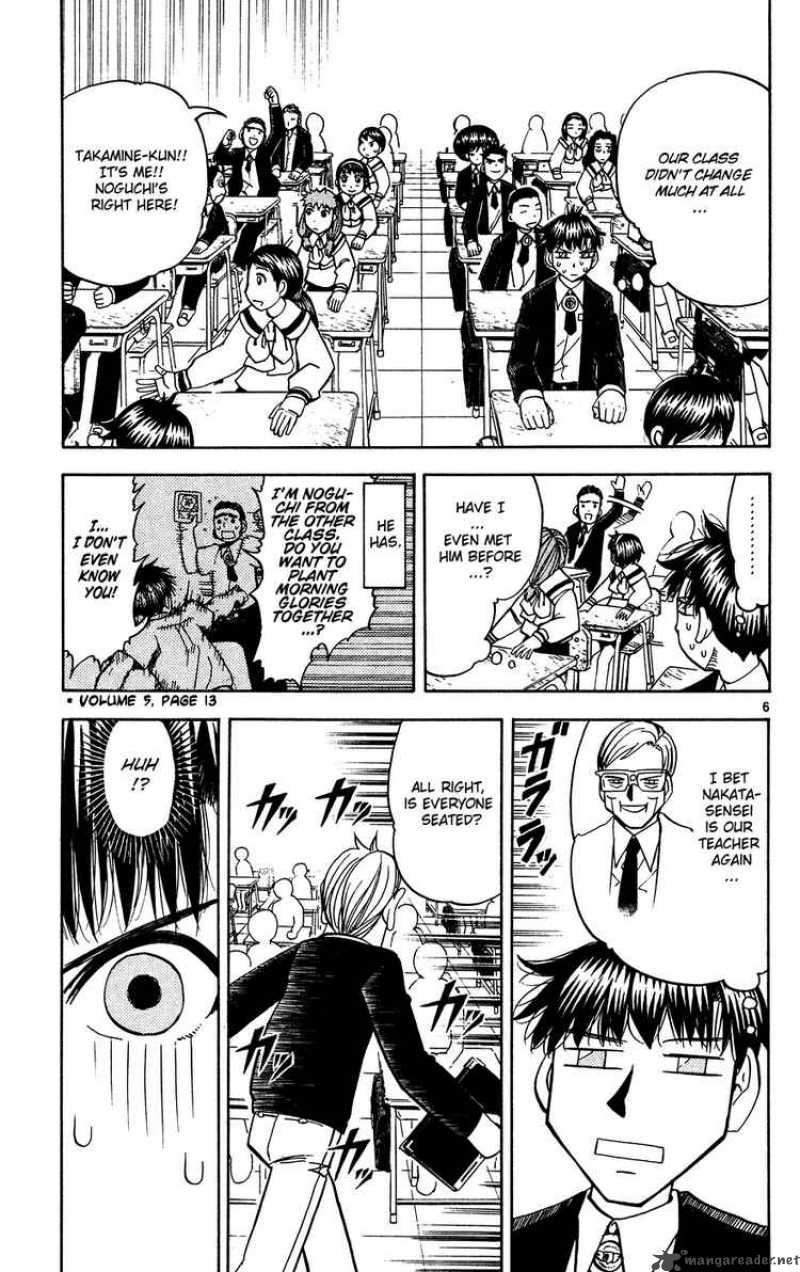 OUR CLASS
DIDN'T CHANGE
MUCH AT ALL
...
TAKAMINE-KUN!!
IT'S ME!!
NOGUCHI'S
RIGHT HERE!
..........
HAVE I
...
EVEN MET
HIM BEFORE
...?
HE
HAS.
I'M NOGU-
CHI FROM
THE OTHER
CLASS.
DO YOU
WANT TO
PLANT
MORNING
GLORIES
TOGETHER
...?
I...
I DON'T
EVEN
KNOW
YOU!
* VOLUME 5, PAGE 13
6
I BET
NAKATA-
SENSEI
IS OUR
TEACHER
AGAIN
...
ガララッ
ALL RIGHT,
IS EVERYONE
SEATED?
カッ
カッ
カッ
カッ
HUH
!?
mangareader.net